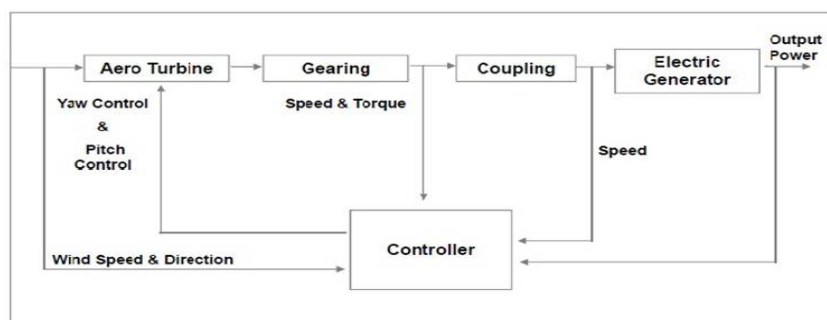 Output
Power
Aero Turbine
Gearing
Coupling
Electric
Generator
Yaw Control
&
Pitch
Control
Speed & Torque
Speed
Controller
Wind Speed & Direction